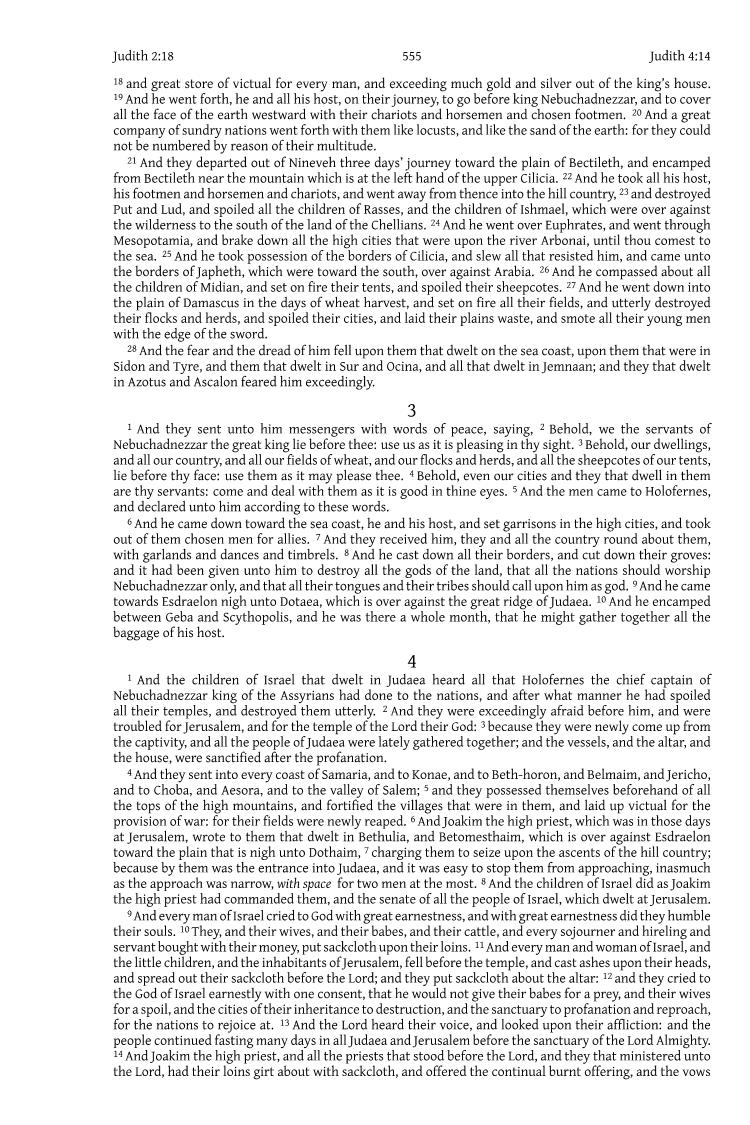 Judith 2:18 555 Judith 4:14
18 and great store of victual for every man, and exceeding much gold and silver out of the king’s house.
19 And he went forth, he and all his host, on their journey, to go before king Nebuchadnezzar, and to cover
all the face of the earth westward with their chariots and horsemen and chosen footmen. 20 And a great
company of sundry nations went forth with them like locusts, and like the sand of the earth: for they could
not be numbered by reason of their multitude.
21 And they departed out of Nineveh three days’ journey toward the plain of Bectileth, and encamped
from Bectileth near the mountain which is at the left hand of the upper Cilicia. 22 And he took all his host,
his footmen and horsemen and chariots, and went away from thence into the hill country, 23 and destroyed
Put and Lud, and spoiled all the children of Rasses, and the children of Ishmael, which were over against
the wilderness to the south of the land of the Chellians. 24 And he went over Euphrates, and went through
Mesopotamia, and brake down all the high cities that were upon the river Arbonai, until thou comest to
the sea. 25 And he took possession of the borders of Cilicia, and slew all that resisted him, and came unto
the borders of Japheth, which were toward the south, over against Arabia. 26 And he compassed about all
the children of Midian, and set on fire their tents, and spoiled their sheepcotes. 27 And he went down into
the plain of Damascus in the days of wheat harvest, and set on fire all their fields, and utterly destroyed
their flocks and herds, and spoiled their cities, and laid their plains waste, and smote all their young men
with the edge of the sword.
28 And the fear and the dread of him fell upon them that dwelt on the sea coast, upon them that were in
Sidon and Tyre, and them that dwelt in Sur and Ocina, and all that dwelt in Jemnaan; and they that dwelt
in Azotus and Ascalon feared him exceedingly.
3
1 And they sent unto him messengers with words of peace, saying, 2 Behold, we the servants of
Nebuchadnezzar the great king lie before thee: use us as it is pleasing in thy sight. 3 Behold, our dwellings,
and all our country, and all our fields of wheat, and our flocks and herds, and all the sheepcotes of our tents,
lie before thy face: use them as it may please thee. 4 Behold, even our cities and they that dwell in them
are thy servants: come and deal with them as it is good in thine eyes. 5 And the men came to Holofernes,
and declared unto him according to these words.
6 And he came down toward the sea coast, he and his host, and set garrisons in the high cities, and took
out of them chosen men for allies. 7 And they received him, they and all the country round about them,
with garlands and dances and timbrels. 8 And he cast down all their borders, and cut down their groves:
and it had been given unto him to destroy all the gods of the land, that all the nations should worship
Nebuchadnezzar only, and that all their tongues and their tribes should call upon him as god. 9 And he came
towards Esdraelon nigh unto Dotaea, which is over against the great ridge of Judaea. 10 And he encamped
between Geba and Scythopolis, and he was there a whole month, that he might gather together all the
baggage of his host.
4
1 And the children of Israel that dwelt in Judaea heard all that Holofernes the chief captain of
Nebuchadnezzar king of the Assyrians had done to the nations, and after what manner he had spoiled
all their temples, and destroyed them utterly. 2 And they were exceedingly afraid before him, and were
troubled for Jerusalem, and for the temple of the Lord their God: 3 because they were newly come up from
the captivity, and all the people of Judaea were lately gathered together; and the vessels, and the altar, and
the house, were sanctified after the profanation.
4 And they sent into every coast of Samaria, and to Konae, and to Beth-horon, and Belmaim, and Jericho,
and to Choba, and Aesora, and to the valley of Salem; 5 and they possessed themselves beforehand of all
the tops of the high mountains, and fortified the villages that were in them, and laid up victual for the
provision of war: for their fields were newly reaped. 6 And Joakim the high priest, which was in those days
at Jerusalem, wrote to them that dwelt in Bethulia, and Betomesthaim, which is over against Esdraelon
toward the plain that is nigh unto Dothaim, 7 charging them to seize upon the ascents of the hill country;
because by them was the entrance into Judaea, and it was easy to stop them from approaching, inasmuch
as the approach was narrow, with space for two men at the most. 8 And the children of Israel did as Joakim
the high priest had commanded them, and the senate of all the people of Israel, which dwelt at Jerusalem.
9 And every man of Israel cried to God with great earnestness, and with great earnestness did they humble
their souls. 10 They, and their wives, and their babes, and their cattle, and every sojourner and hireling and
servant bought with their money, put sackcloth upon their loins. 11 And every man and woman of Israel, and
the little children, and the inhabitants of Jerusalem, fell before the temple, and cast ashes upon their heads,
and spread out their sackcloth before the Lord; and they put sackcloth about the altar: 12 and they cried to
the God of Israel earnestly with one consent, that he would not give their babes for a prey, and their wives
for a spoil, and the cities of their inheritance to destruction, and the sanctuary to profanation and reproach,
for the nations to rejoice at. 13 And the Lord heard their voice, and looked upon their affliction: and the
people continued fasting many days in all Judaea and Jerusalem before the sanctuary of the Lord Almighty.
14 And Joakim the high priest, and all the priests that stood before the Lord, and they that ministered unto
the Lord, had their loins girt about with sackcloth, and offered the continual burnt offering, and the vows